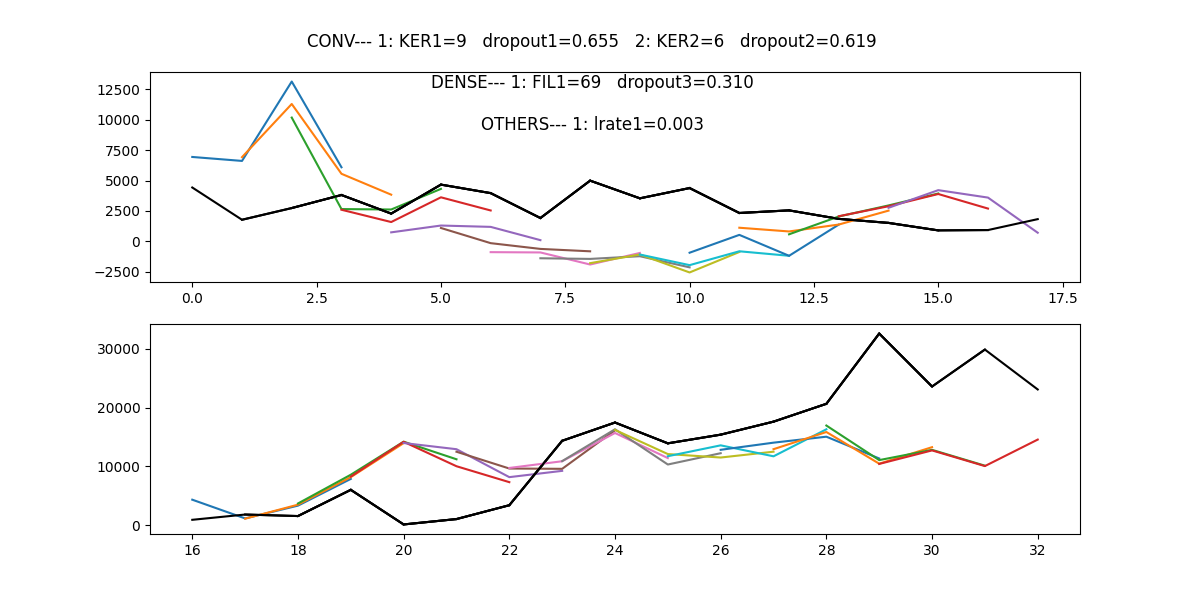 CONV--- 1: KER1=9   dropout1=0.655   2: KER2=6   dropout2=0.619
DENSE--- 1: FIL1=69   dropout3=0.310
OTHERS--- 1: lrate1=0.003
12500
10000
7500
5000
2500
0
−2500
0.0 2.5 5.0 7.5 10.0 12.5 15.0 17.5
30000
20000
10000
0
16 18 20 22 24 26 28 30 32